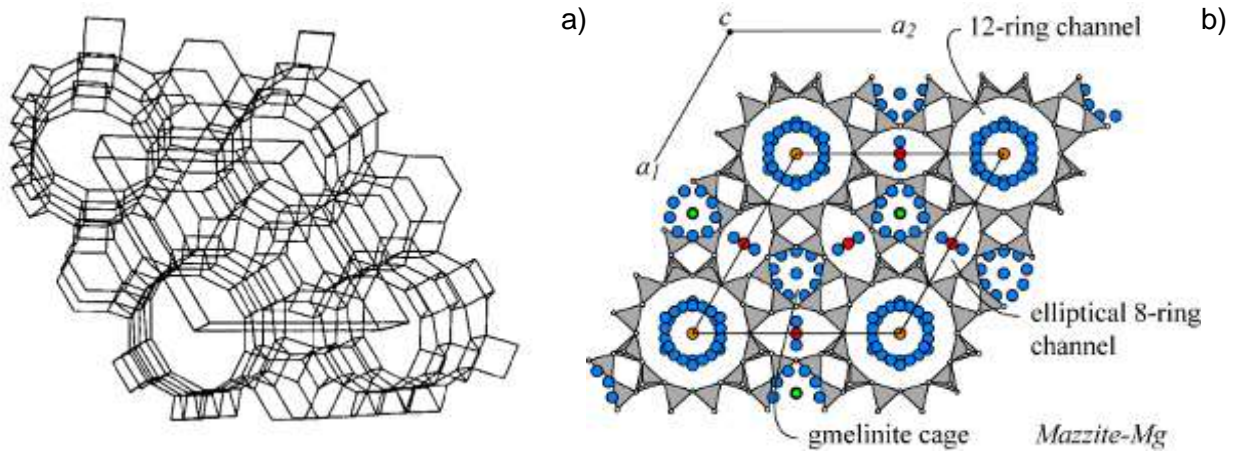 a)
b)
c
a2
12-ring channel
a1
elliptical 8-ring
channel
gmelinite cage
Mazzite-Mg